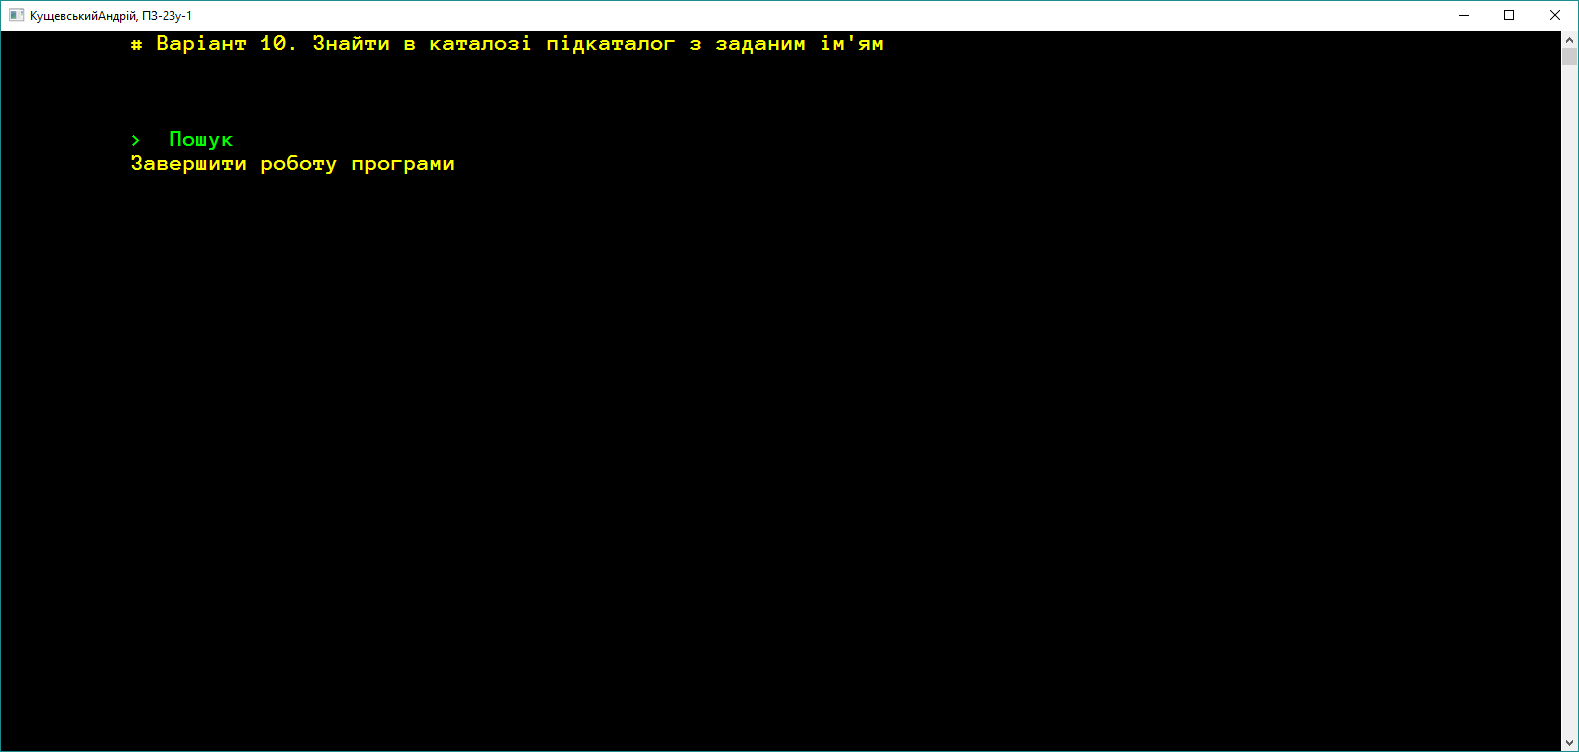 КущевськийАндрій, ПЗ-23у-1
# Варіант 10. Знайти в каталозі підкаталог з заданим ім'ям
> Пошук
Завершити роботу програми